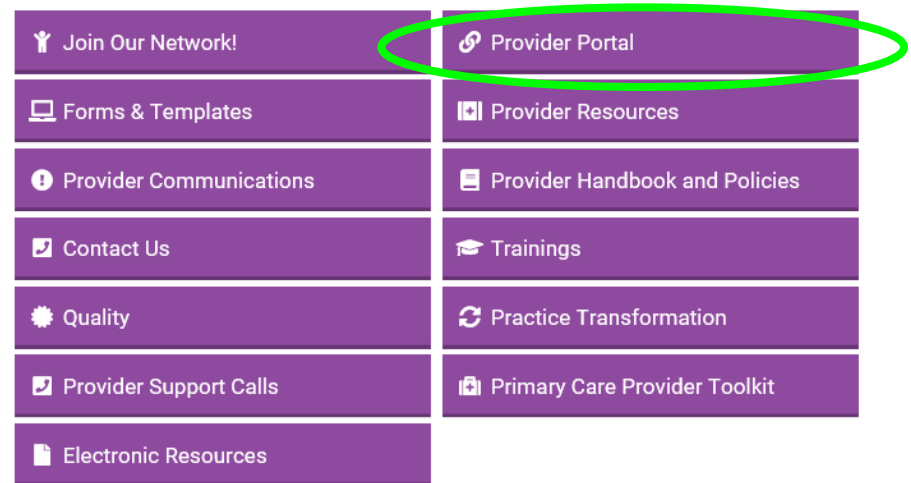 Join Our Network!
Provider Portal
Forms & Templates
Provider Resources
Provider Communications
Provider Handbook and Policies
Contact Us
Trainings
Quality
Practice Transformation
Provider Support Calls
Primary Care Provider Toolkit
Electronic Resources